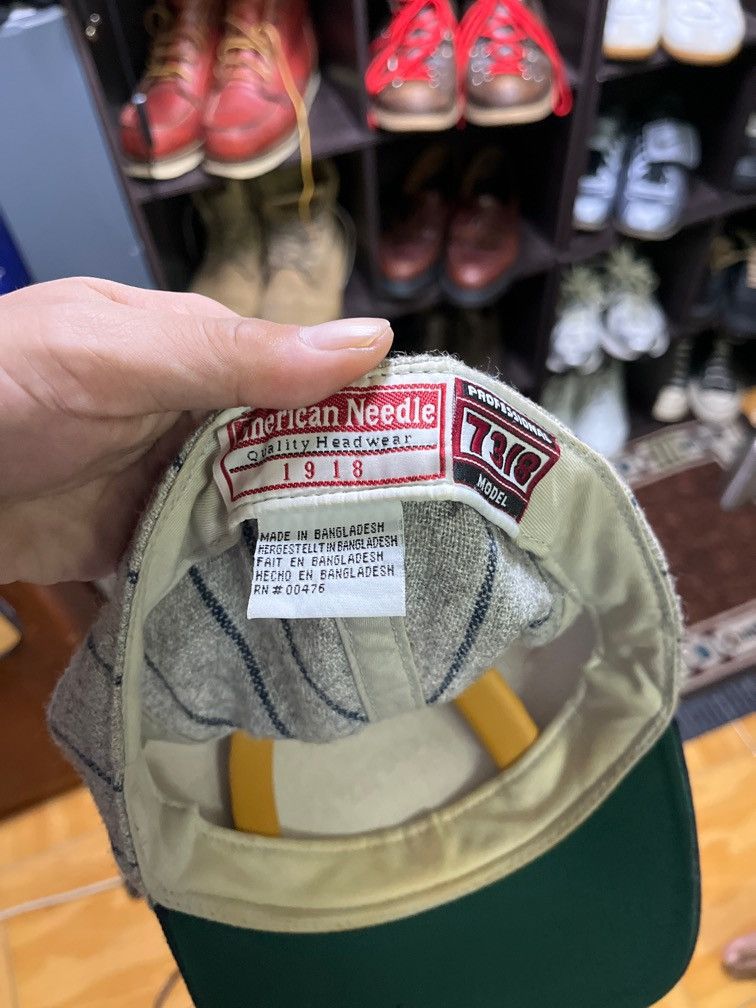 American Needle
Quality Headwear
1918
PROFESSIONAL
7 3/8
MODEL
MADE IN BANGLADESH
HERGESTELLT IN BANGLADESH
FAIT EN BANGLADESH
HECHO EN BANGLADESH
RN # 00476